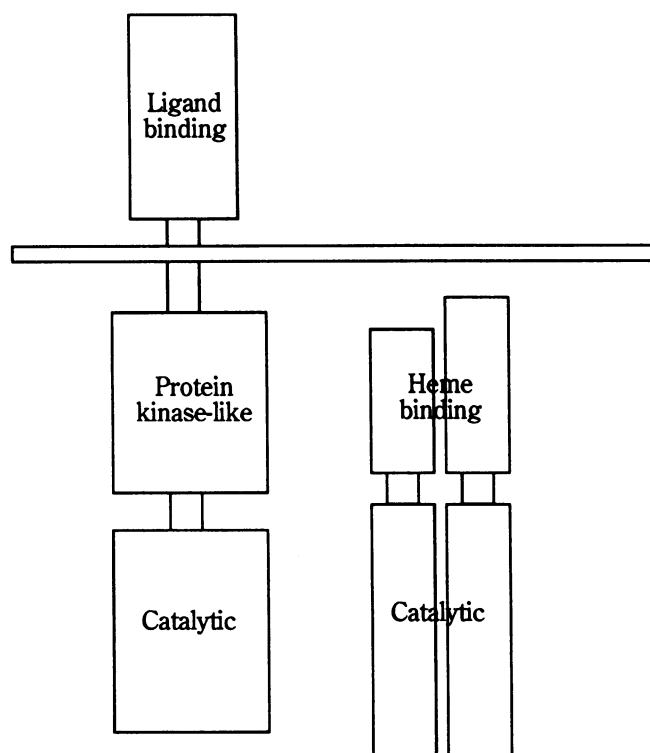 Ligand
binding
Protein
kinase-like
Heme
binding
Catalytic
Catalytic